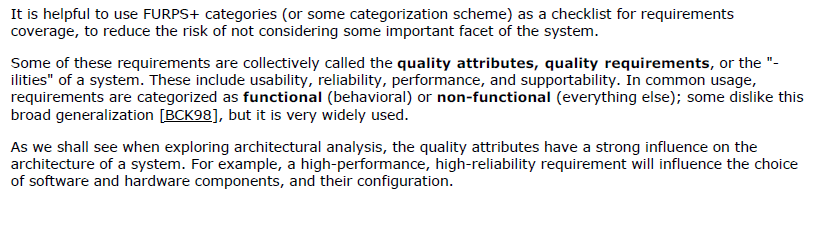 It is helpful to use FURPS+ categories (or some categorization scheme) as a checklist for requirements
coverage, to reduce the risk of not considering some important facet of the system.
Some of these requirements are collectively called the quality attributes, quality requirements, or the "-
ilities" of a system. These include usability, reliability, performance, and supportability. In common usage,
requirements are categorized as functional (behavioral) or non-functional (everything else); some dislike this
broad generalization [BCK98], but it is very widely used.
As we shall see when exploring architectural analysis, the quality attributes have a strong influence on the
architecture of a system. For example, a high-performance, high-reliability requirement will influence the choice
of software and hardware components, and their configuration.